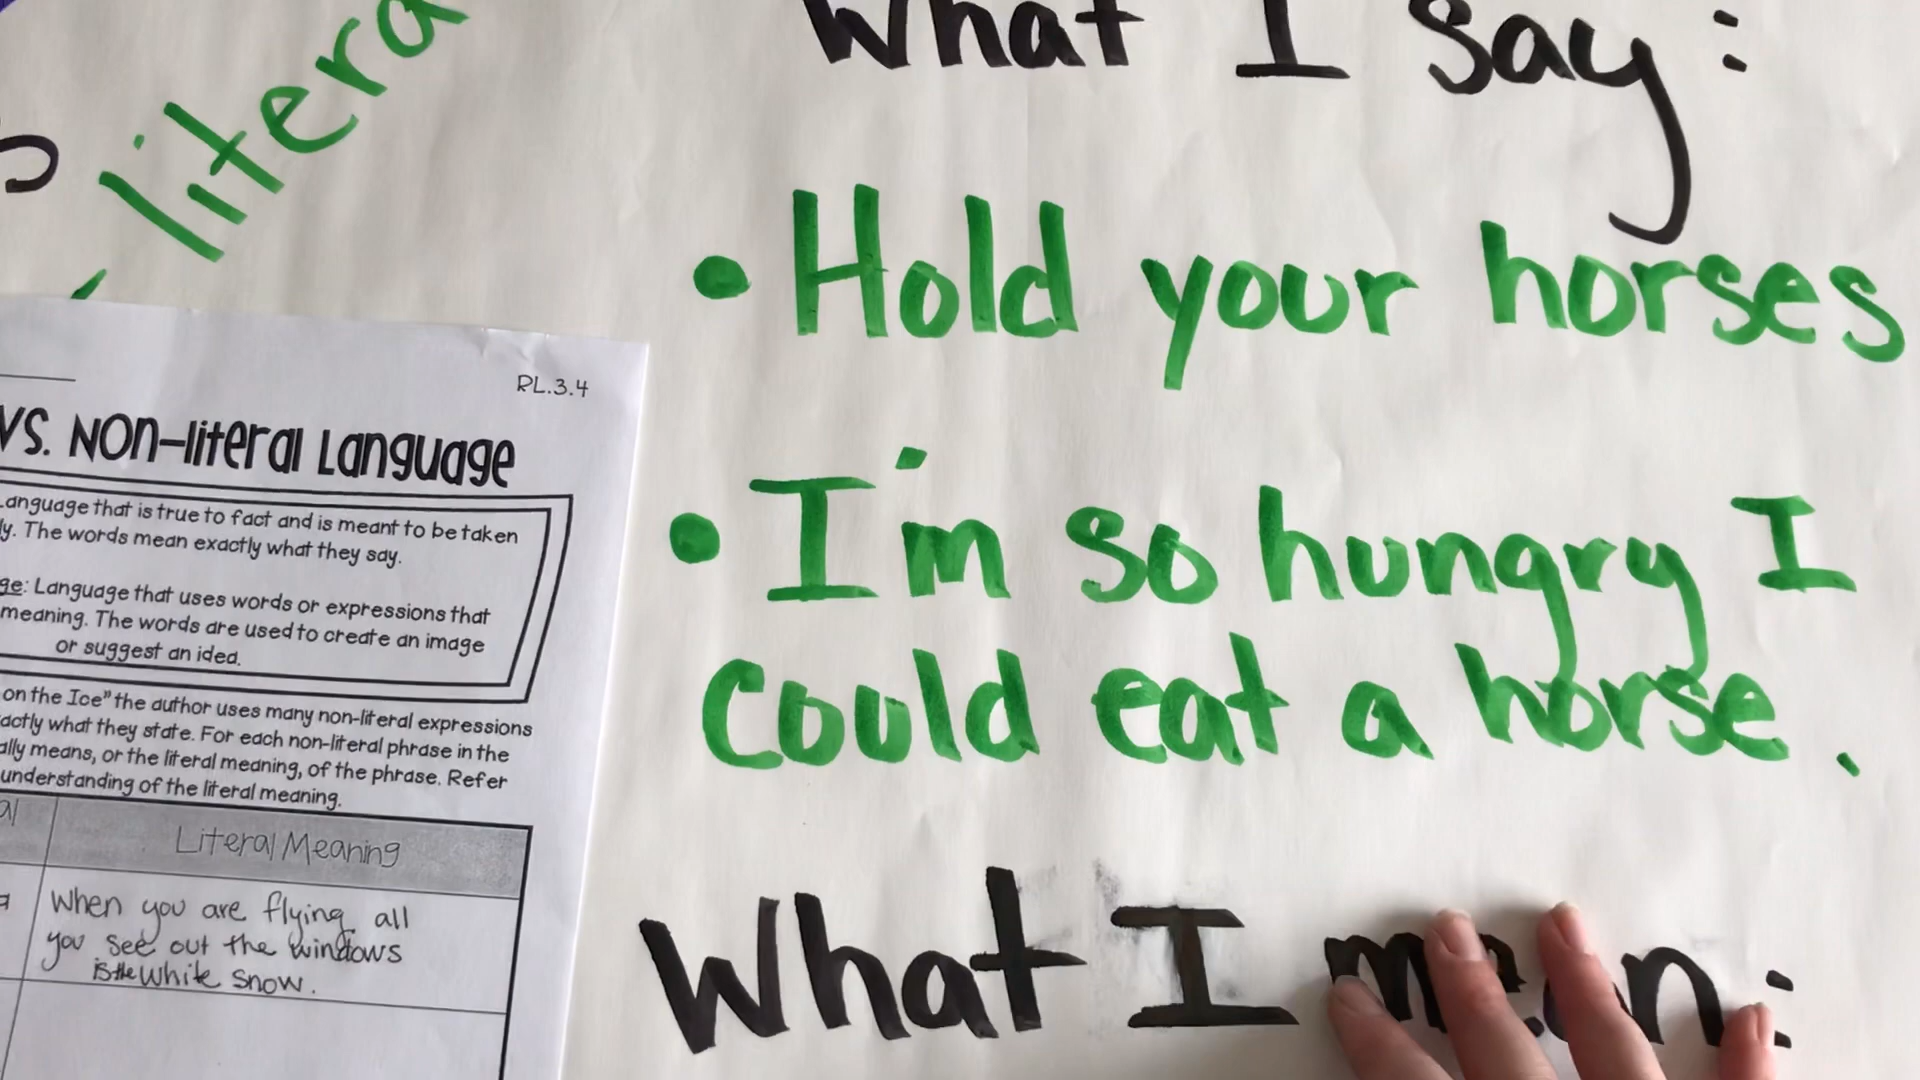 What I say:
• Hold your horses
• I'm so hungry I
Could eat a horse.
What I mean:
RL.3.4
VS. Non-literal Language
Language that is true to fact and is meant to be taken
The words mean exactly what they say.
Language that uses words or expressions that
meaning. The words are used to create an image
or suggest an idea.
on the Ice" the author uses many non-literal expressions
what they state. For each non-literal phrase in the
means, or the literal meaning, of the phrase. Refer
understanding of the literal meaning.
Literal Meaning
When you are flying all
you see out the windows
is the white snow.